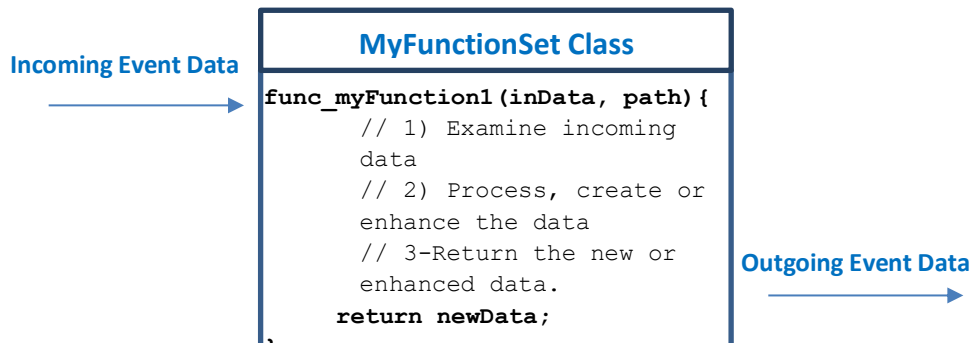 MyFunctionSet Class
Incoming Event Data
func_myFunction1(inData, path){
// 1) Examine incoming
data
// 2) Process, create or
enhance the data
// 3-Return the new or
enhanced data.
Outgoing Event Data
return newData;
}